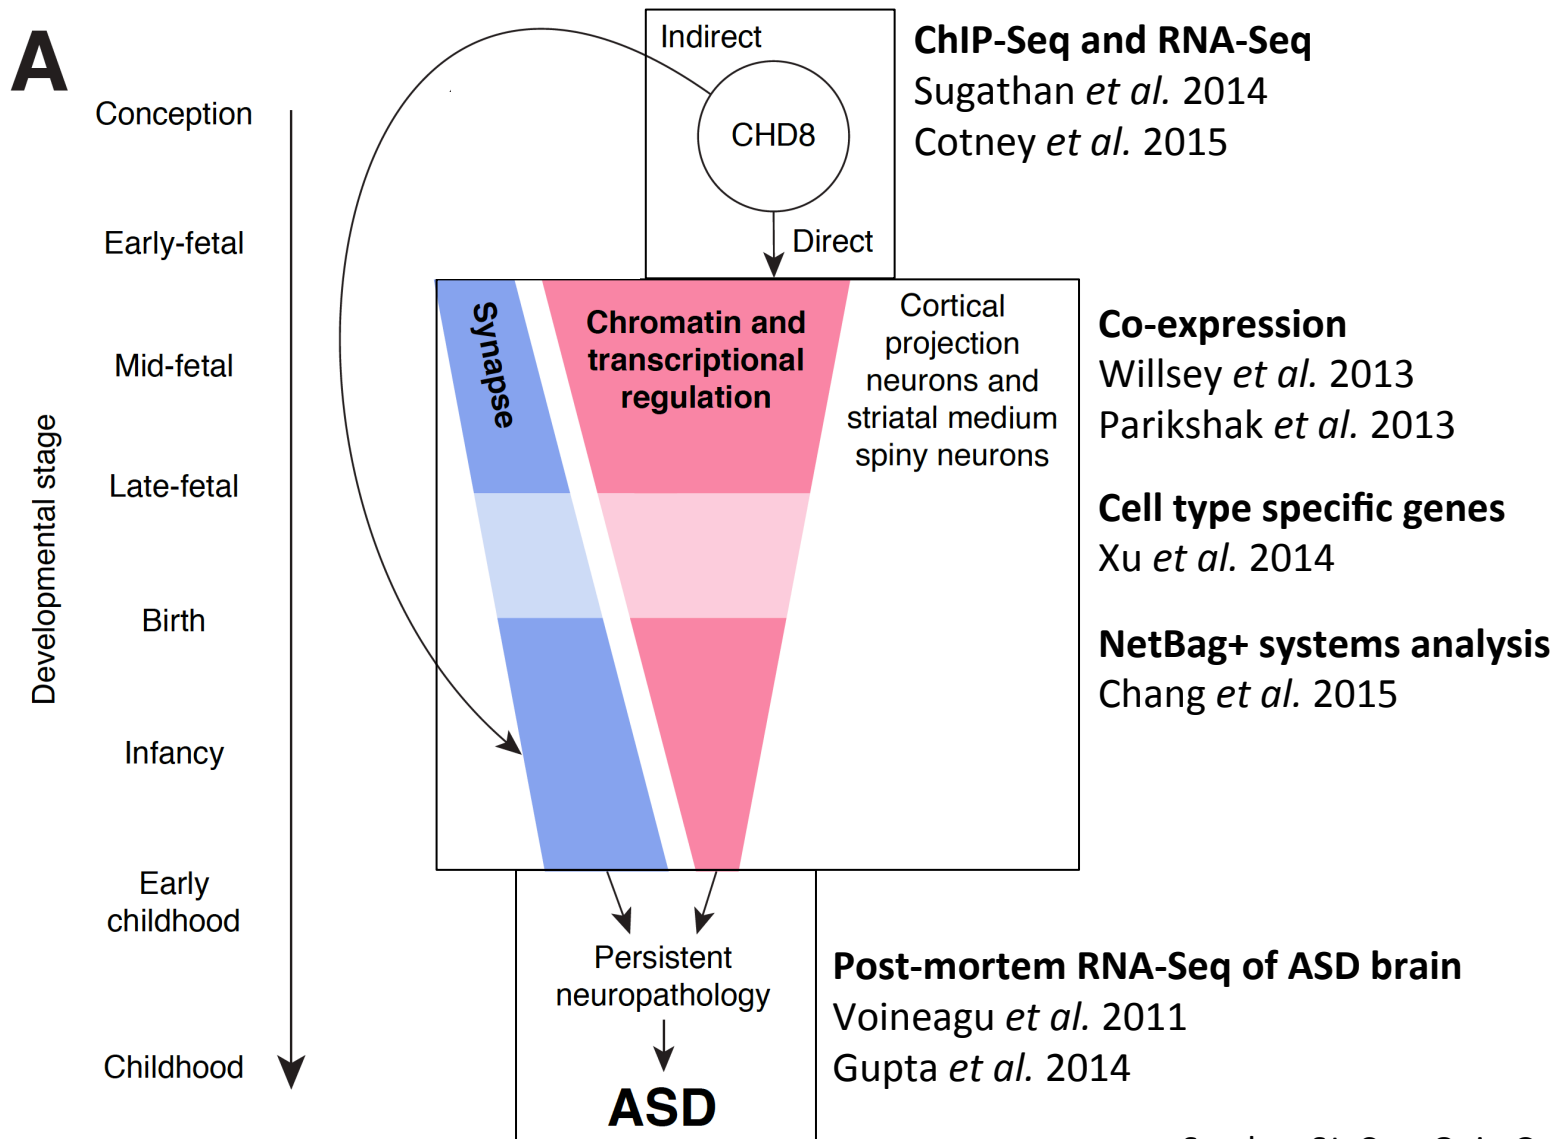 A
Conception
Early-fetal
Mid-fetal
Late-fetal
Birth
Infancy
Early
childhood
Childhood
Developmental stage
Indirect
CHD8
Direct
ChIP-Seq and RNA-Seq
Sugathan et al. 2014
Cotney et al. 2015
Synapse
Chromatin and
transcriptional
regulation
Cortical
projection
neurons and
striatal medium
spiny neurons
Co-expression
Willsey et al. 2013
Parikshak et al. 2013
Cell type specific genes
Xu et al. 2014
NetBag+ systems analysis
Chang et al. 2015
Persistent
neuropathology
ASD
Post-mortem RNA-Seq of ASD brain
Voineagu et al. 2011
Gupta et al. 2014